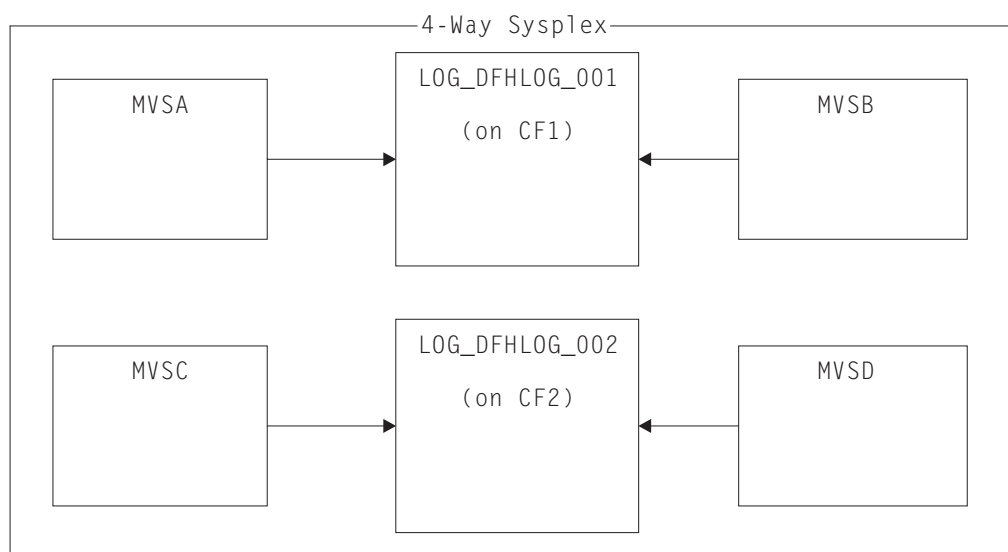 4-Way Sysplex
MVSA
LOG_DFHLOG_001
(on CF1)
MVSB
MVSC
LOG_DFHLOG_002
(on CF2)
MVSD